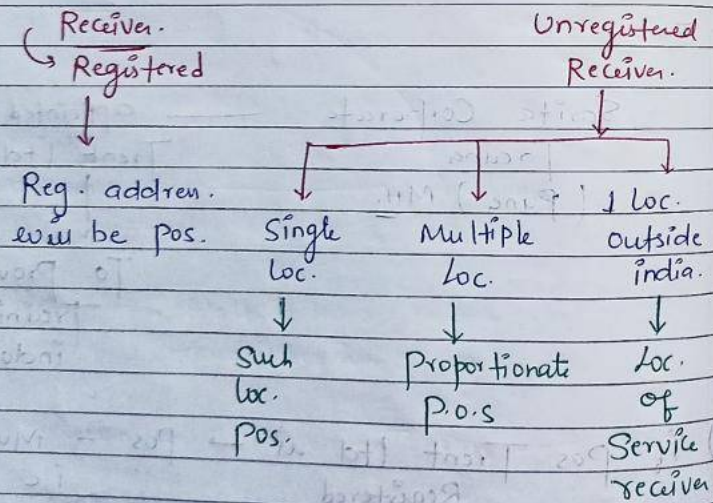 Receiver.
Registered
Reg. addren.
will be pos.
Unregistered
Receiver.
Single
Loc.
↓
Such
loc.
pos.
Multiple
Loc.
↓
Proportionate
P.O.S
1 Loc.
outside
india.
↓
Loc.
of
Service
receiver